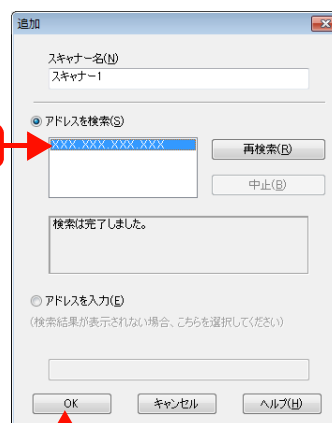 追加
スキャナー名(N)
スキャナー1
アドレスを検索(S)
XXX.XXX.XXX.XXX
再検索(R)
中止(B)
検索は完了しました。
アドレスを入力(E)
(検索結果が表示されない場合、こちらを選択してください)
OK キャンセル ヘルプ(H)